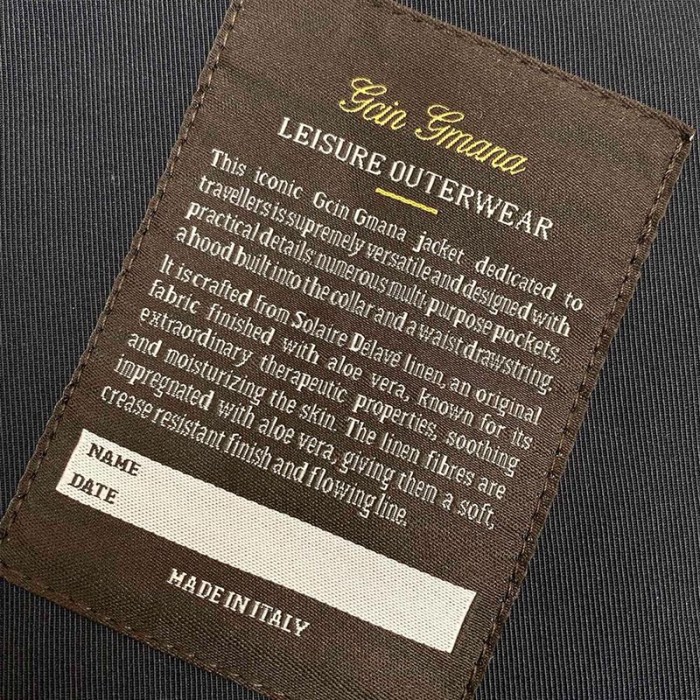 Gcin Gmana
LEISURE OUTERWEAR
This iconic Gcin Gmana jacket dedicated to
travellers is supremely versatile and designed with
practical details: numerous multi-purpose pockets,
a hood built into the collar and a waist drawstring.
It is crafted from Solaire Délavé linen, an original
fabric finished with aloe vera, known for its
extraordinary therapeutic properties, soothing
and moisturizing the skin. The linen fibres are
impregnated with aloe vera, giving them a soft,
crease resistant finish and flowing line.
NAME
DATE
MADE IN ITALY